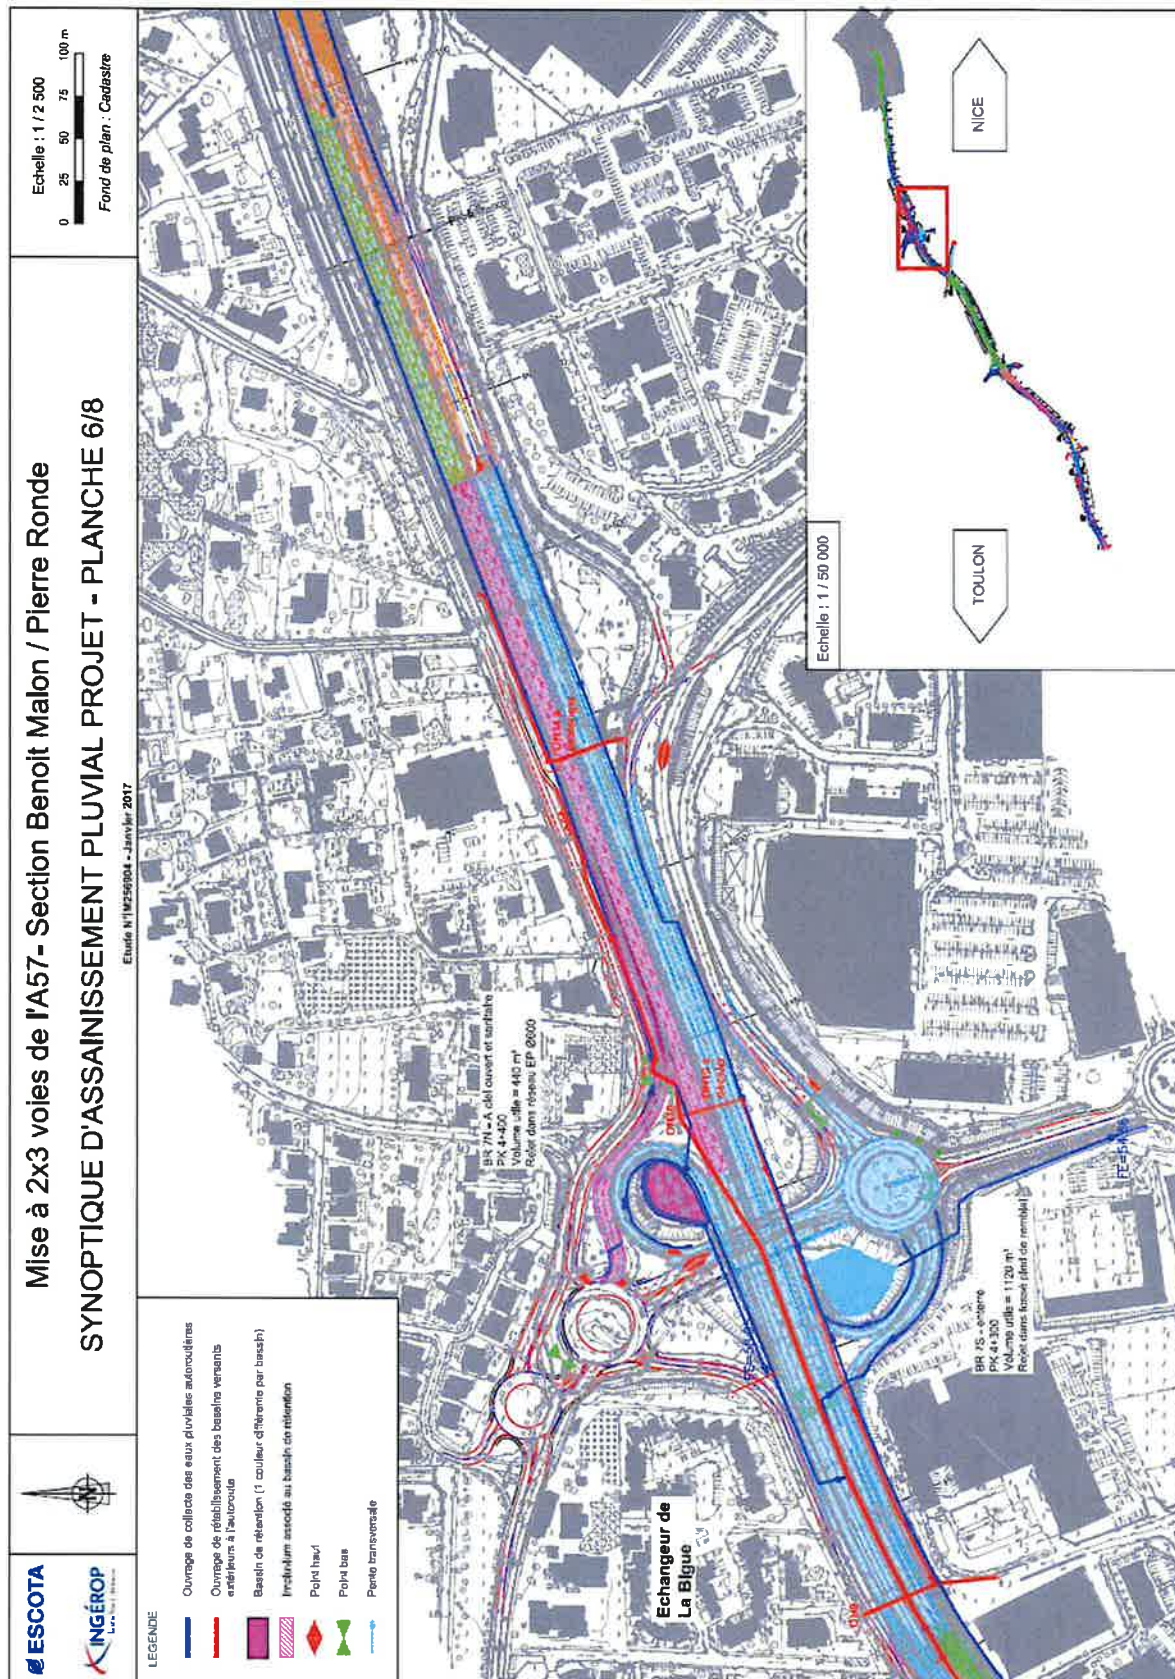 ESCOTA
INGÉROP
Mise à 2x3 voies de l'A57 - Section Benoit Malon / Pierre Ronde
SYNOPTIQUE D'ASSAINISSEMENT PLUVIAL PROJET - PLANCHE 6/8
Echelle : 1 / 2 500
0 25 50 75 100 m
Fond de plan : Cadastre
Etude N°IM256904 - Janvier 2017
LEGENDE
Ouvrage de collecte des eaux pluviales autoroutières
Ouvrage de rétablissement des bassins versants
extérieurs à l'autoroute
Bassin de rétention (1 couleur différente par bassin)
Impluvium associé au bassin de rétention
Point haut
Point bas
Pente transversale
BR 7N - A ciel ouvert et sanitaire
PK 4+400
Volume utile = 440 m³
Rejet dans réseau EP Ø600
BR 7S - enterré
PK 4+300
Volume utile = 1 120 m³
Rejet dans fossé pied de remblai
Echangeur de
La Bigue
Echelle : 1 / 50 000
TOULON
NICE